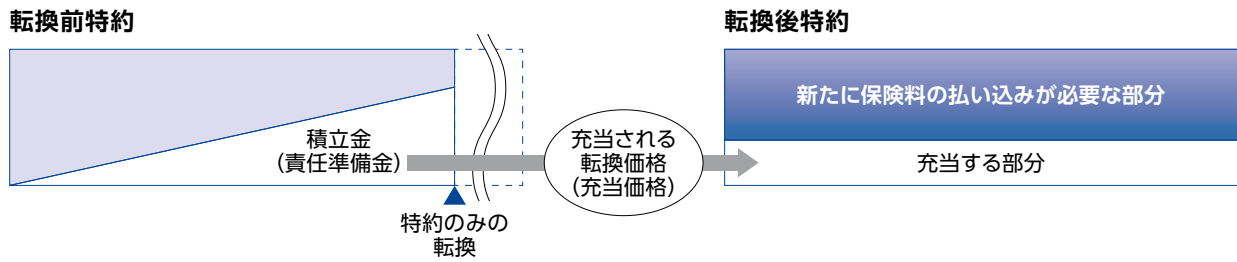 転換前特約
転換後特約
新たに保険料の払い込みが必要な部分
積立金
(責任準備金)
充当される
転換価格
(充当価格)
充当する部分
特約のみの
転換